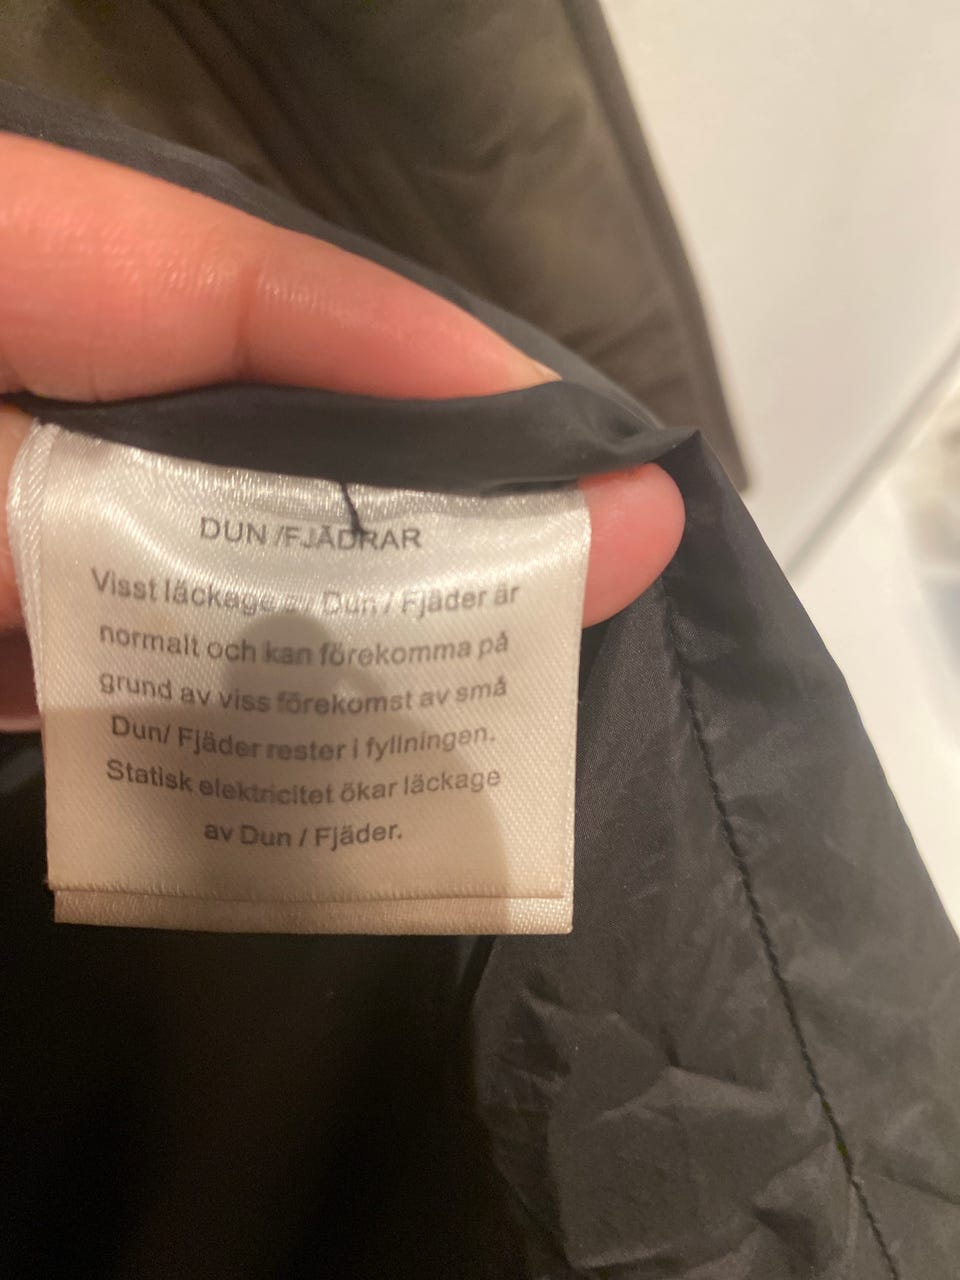 DUN /FJÄDRAR
Visst läckage av Dun / Fjäder är
normalt och kan förekomma på
grund av viss förekomst av små
Dun/ Fjäder rester i fyllningen.
Statisk elektricitet ökar läckage
av Dun / Fjäder.